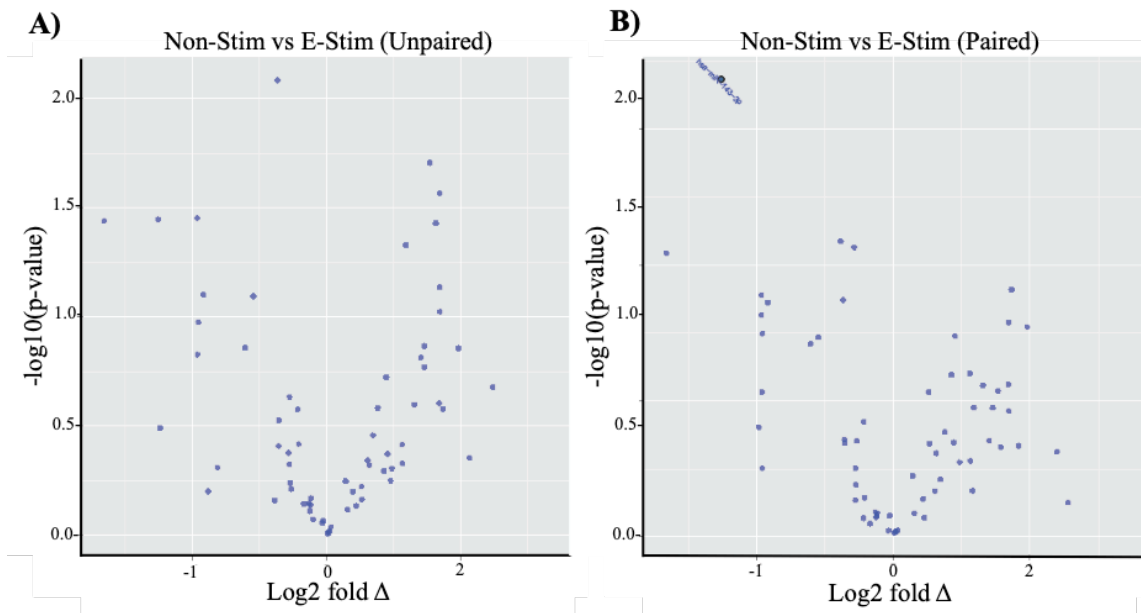 A)
Non-Stim vs E-Stim (Unpaired)
2.0
1.5
1.0
0.5
0.0
-log10(p-value)
-1
0
2
Log2 fold Δ
B)
Non-Stim vs E-Stim (Paired)
2.0
1.5
1.0
0.5
0.0
-log10(p-value)
-1
0
2
Log2 fold Δ